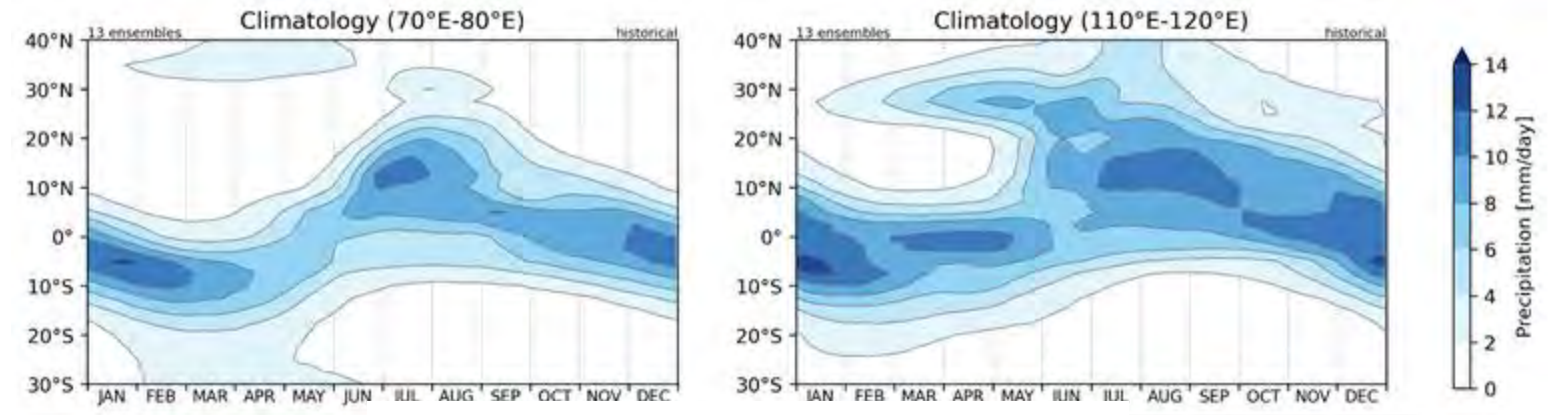 Climatology (70°E-80°E)
13 ensembles
historical
40°N
30°N
20°N
10°N
0°
10°S
20°S
30°S
JAN FEB MAR APR MAY JUN JUL AUG SEP OCT NOV DEC
Climatology (110°E-120°E)
13 ensembles
historical
40°N
30°N
20°N
10°N
0°
10°S
20°S
30°S
JAN FEB MAR APR MAY JUN JUL AUG SEP OCT NOV DEC
14
12
10
8
6
4
2
0
Precipitation [mm/day]